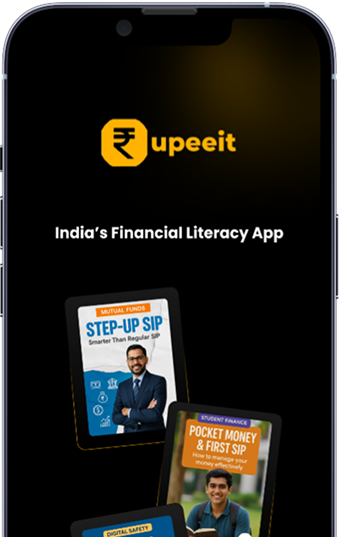 ₹upeeit
India's Financial Literacy App
MUTUAL FUNDS
STEP-UP SIP
Smarter Than Regular SIP
STUDENT FINANCE
POCKET MONEY
& FIRST SIP
How to manage your
money effectively
DIGITAL SAFETY